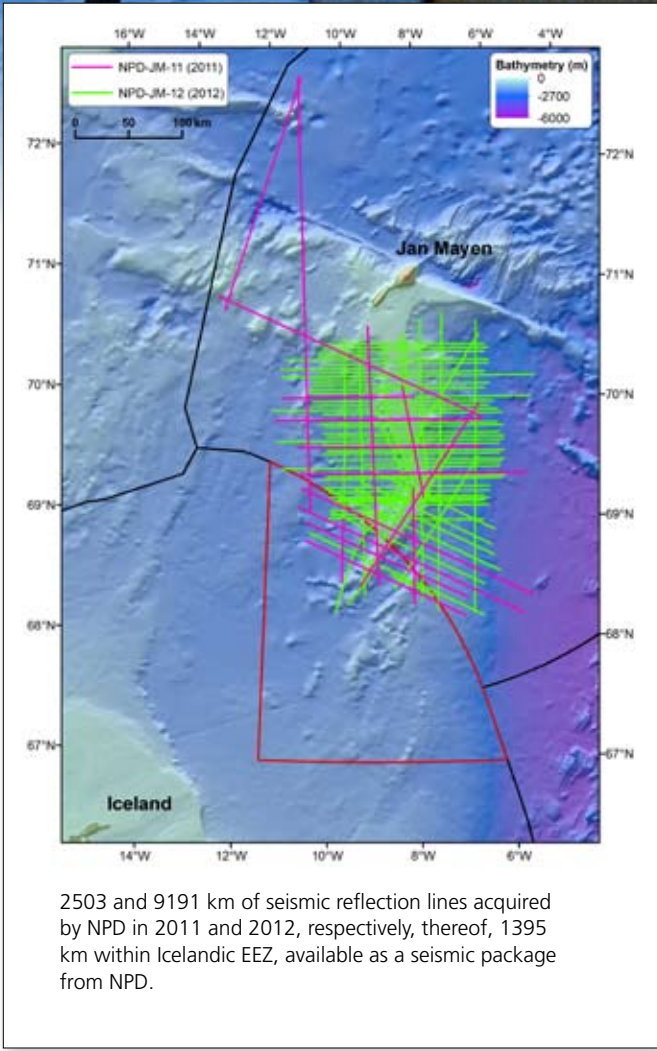 16°W 14°W 12°W 10°W 8°W 6°W 4°W
NPD-JM-11 (2011)
NPD-JM-12 (2012)
0 50 100 km
Bathymetry (m)
0
-2700
-6000
72°N 72°N
Jan Mayen
71°N 71°N
70°N 70°N
69°N 69°N
68°N 68°N
67°N 67°N
Iceland
14°W 12°W 10°W 8°W 6°W
2503 and 9191 km of seismic reflection lines acquired
by NPD in 2011 and 2012, respectively, thereof, 1395
km within Icelandic EEZ, available as a seismic package
from NPD.